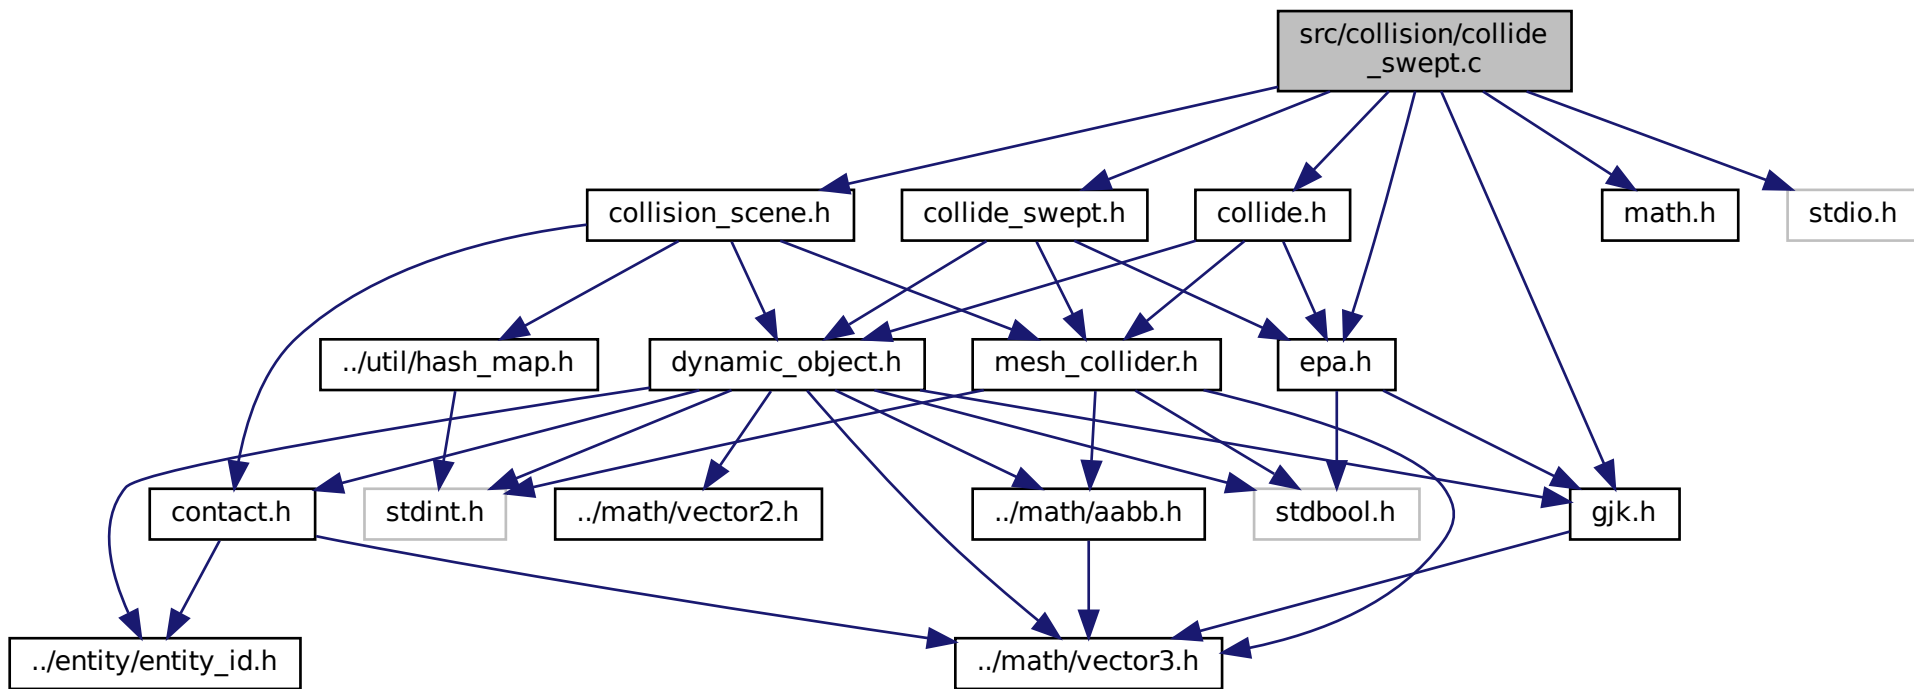 src/collision/collide
_swept.c
collision_scene.h
collide_swept.h
collide.h
math.h
stdio.h
../util/hash_map.h
dynamic_object.h
mesh_collider.h
epa.h
contact.h
stdint.h
../math/vector2.h
../math/aabb.h
stdbool.h
gjk.h
../entity/entity_id.h
../math/vector3.h